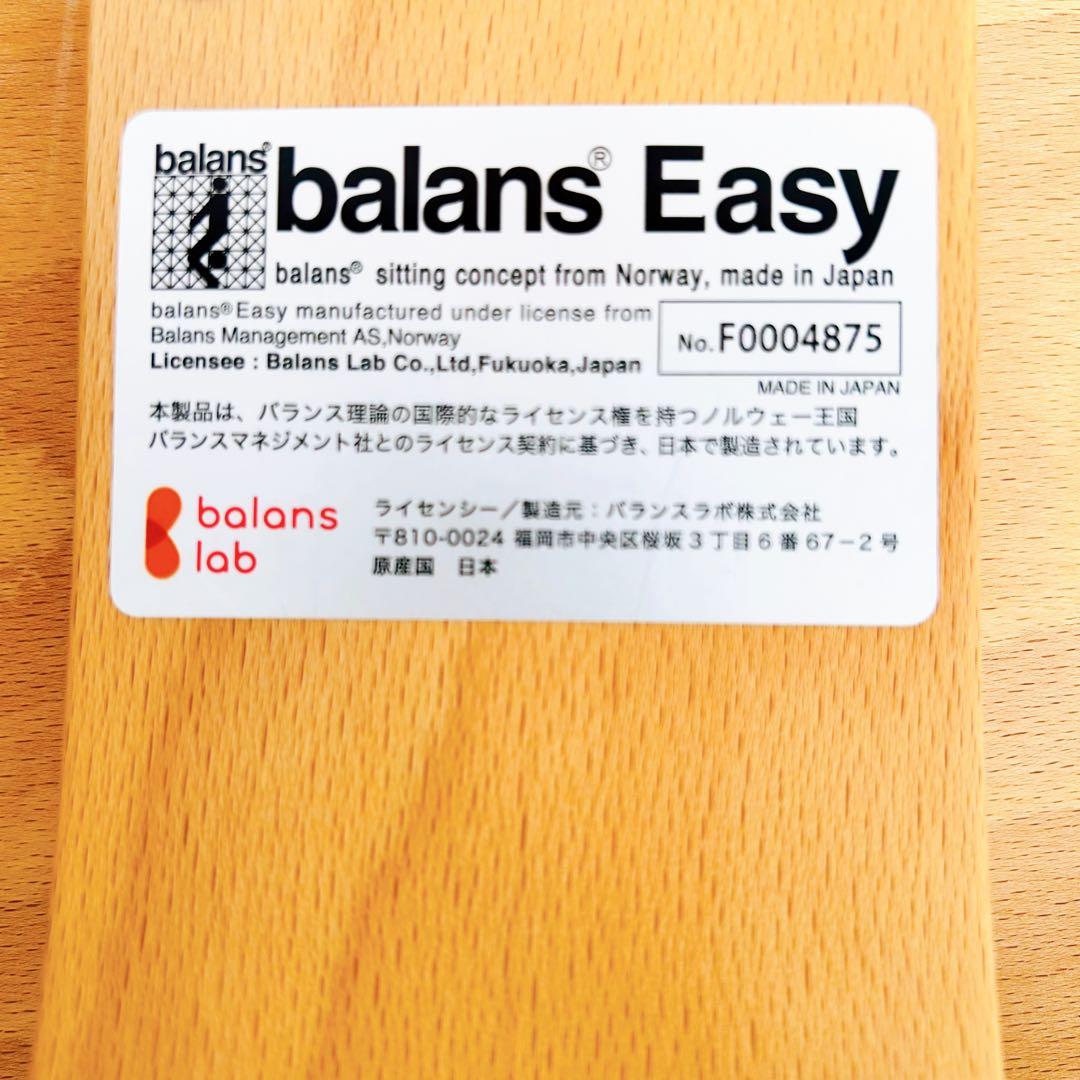 balans®
balans® Easy
balans® sitting concept from Norway, made in Japan
balans®Easy manufactured under license from
Balans Management AS,Norway
Licensee : Balans Lab Co.,Ltd,Fukuoka,Japan
No.F0004875
MADE IN JAPAN
本製品は、バランス理論の国際的なライセンス権を持つノルウェー王国
バランスマネジメント社とのライセンス契約に基づき、日本で製造されています。
balans
lab
ライセンシー／製造元：バランスラボ株式会社
〒810-0024 福岡市中央区桜坂3丁目6番67−2号
原産国 日本